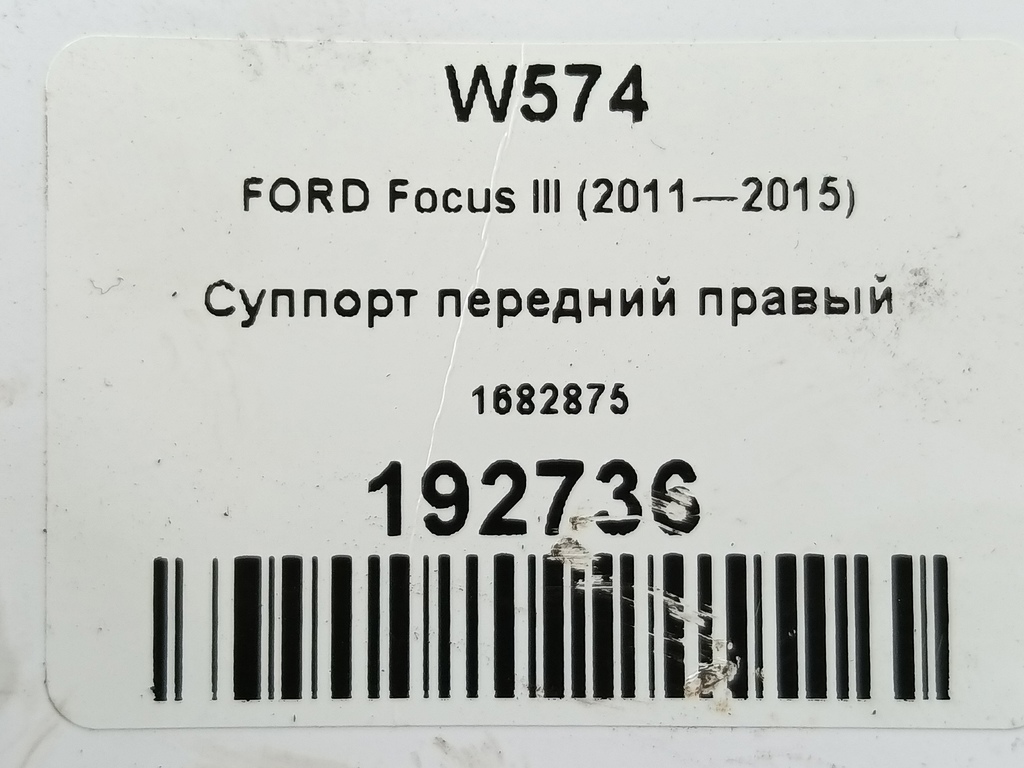 W574
FORD Focus III (2011—2015)
Суппорт передний правый
1682875
192736